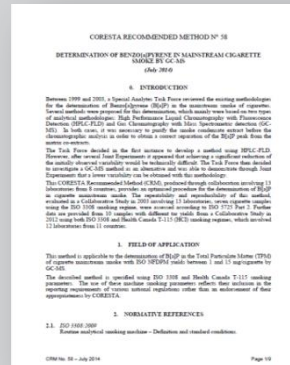 CORESTA RECOMMENDED METHOD N° 58
DETERMINATION OF BENZO[a]PYRENE IN MAINSTREAM CIGARETTE
SMOKE BY GC-MS
(July 2014)
0. INTRODUCTION
Between 1999 and 2003, a Special Analytes Task Force reviewed the existing methodologies
for the determination of Benzo[a]pyrene (B[a]P) in the mainstream smoke of cigarettes.
Several methods were proposed for this determination, which mainly were based on two types
of analytical methodologies: High Performance Liquid Chromatography with Fluorescence
Detection (HPLC-FLD) and Gas Chromatography with Mass Spectrometric detection (GC-
MS). In both cases, it was necessary to purify the smoke condensate extract before the
chromatographic analysis in order to obtain a correct separation of the B[a]P peak from the
matrix co-extracts.
The Task Force decided in the first instance to develop a method using HPLC-FLD.
However, after several Joint Experiments it appeared that achieving a significant reduction of
the initially observed variability would be technically difficult. The Task Force then decided
to investigate a GC-MS method as an alternative and was able to demonstrate through Joint
Experiments that a lower variability can be obtained with this methodology.
This CORESTA Recommended Method (CRM), produced through collaboration involving 13
laboratories from 8 countries, provides an optimised procedure for the determination of B[a]P
in cigarette mainstream smoke. The repeatability and reproducibility of this method,
evaluated in a Collaborative Study in 2003 involving 13 laboratories, seven cigarette samples
using the ISO 3308 smoking regime, were assessed according to ISO 5725 Part 2. Further
data are provided from 10 samples with different tar yields from a Collaborative Study in
2012 using both ISO 3308 and Health Canada T-115 (HCI) smoking regimes, which involved
12 laboratories from 11 countries.
1. FIELD OF APPLICATION
This method is applicable to the determination of B[a]P in the Total Particulate Matter (TPM)
of cigarette mainstream smoke with ISO NFDPM yields between 1 and 15 mg/cigarette by
GC-MS.
The described method is specified using ISO 3308 and Health Canada T-115 smoking
parameters. The use of these machine smoking parameters reflects their inclusion in the
reporting requirements of various national regulations rather than an endorsement of their
appropriateness by CORESTA.
2. NORMATIVE REFERENCES
2.1. ISO 3308:2009
Routine analytical smoking machine – Definition and standard conditions
CRM No. 58 – July 2014 Page 1/9